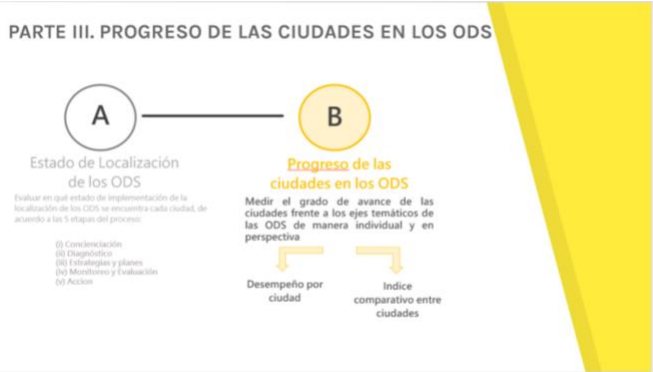 PARTE III. PROGRESO DE LAS CIUDADES EN LOS ODS
A
B
Estado de Localización
de los ODS
Evaluar en qué estado de implementación de la
localización de los ODS se encuentra cada ciudad, de
acuerdo a las 5 etapas del proceso:
(i) Concienciación
(ii) Diagnóstico
(iii) Estrategias y planes
(iv) Monitoreo y Evaluación
(v) Accion
Progreso de las
ciudades en los ODS
Medir el grado de avance de las
ciudades frente a los ejes temáticos de
las ODS de manera individual y en
perspectiva
Desempeño por
ciudad
Indice
comparativo entre
ciudades